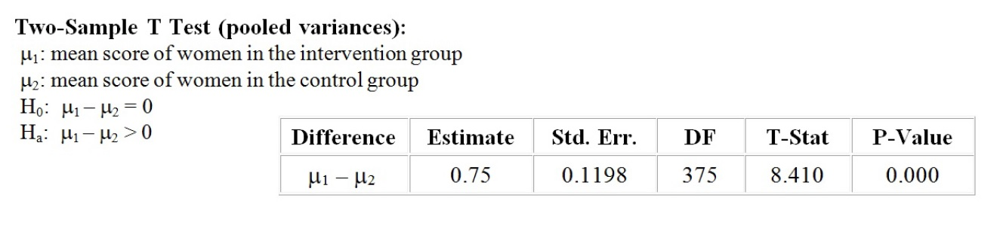 Two-Sample T Test (pooled variances):
μ₁: mean score of women in the intervention group
μ₂: mean score of women in the control group
H₀: μ₁ – μ₂ = 0
Hₐ: μ₁ – μ₂ > 0
Difference Estimate Std. Err. DF T-Stat P-Value
μ₁ – μ₂ 0.75 0.1198 375 8.410 0.000